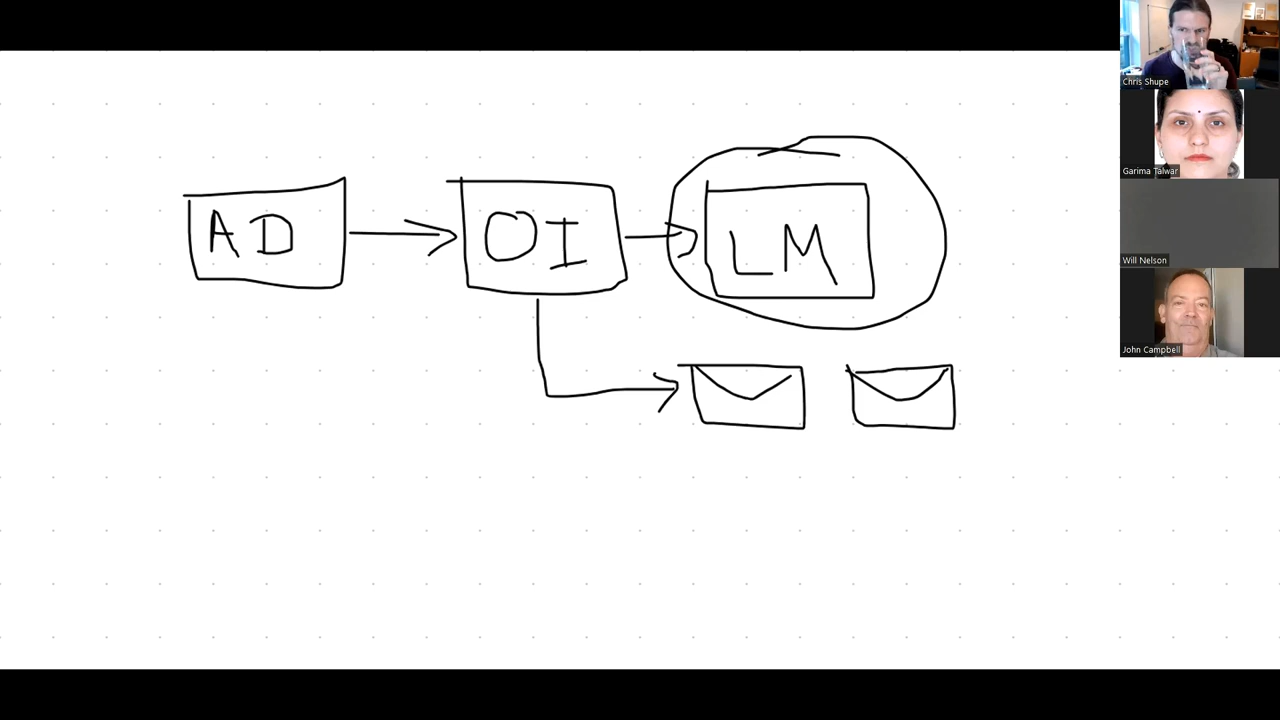 AD
OI
LM
Chris Shupe
Garima Talwar
Will Nelson
John Campbell